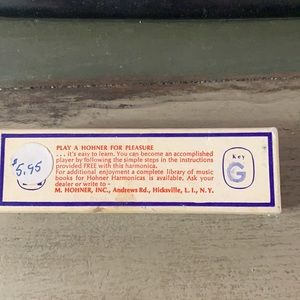 $5.95
PLAY A HOHNER FOR PLEASURE
. . . it's easy to learn. You can become an accomplished
player by following the simple steps in the instructions
provided FREE with this harmonica.
For additional enjoyment a complete library of music
books for Hohner Harmonicas is available. Ask your
dealer or write to -
M. HOHNER, INC., Andrews Rd., Hicksville, L. I., N. Y.
Key
G